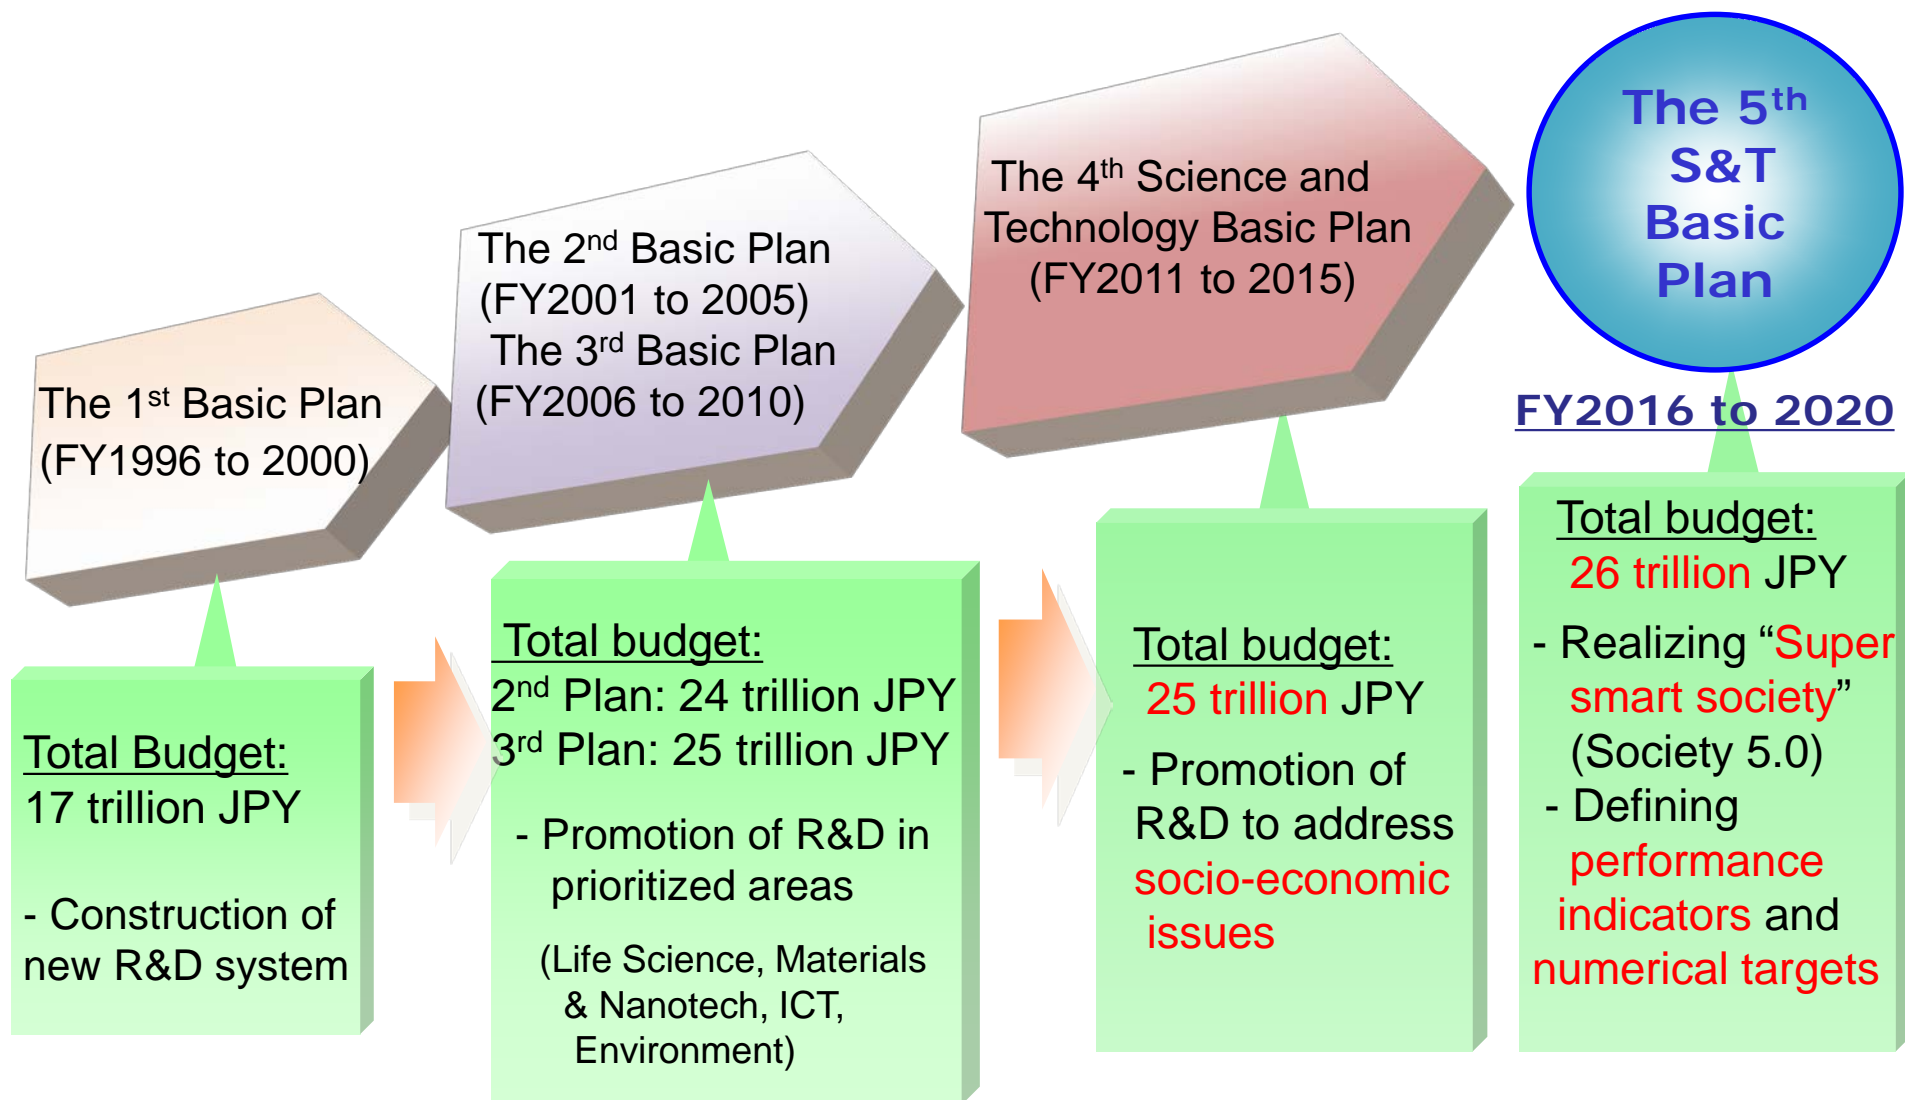 The 1st Basic Plan
(FY1996 to 2000)
Total Budget:
17 trillion JPY
- Construction of
new R&D system
The 2nd Basic Plan
(FY2001 to 2005)
The 3rd Basic Plan
(FY2006 to 2010)
Total budget:
2nd Plan: 24 trillion JPY
3rd Plan: 25 trillion JPY
- Promotion of R&D in
prioritized areas
(Life Science, Materials
& Nanotech, ICT,
Environment)
The 4th Science and
Technology Basic Plan
(FY2011 to 2015)
Total budget:
25 trillion JPY
- Promotion of
R&D to address
socio-economic
issues
The 5th
S&T
Basic
Plan
FY2016 to 2020
Total budget:
26 trillion JPY
- Realizing “Super
smart society”
(Society 5.0)
- Defining
performance
indicators and
numerical targets